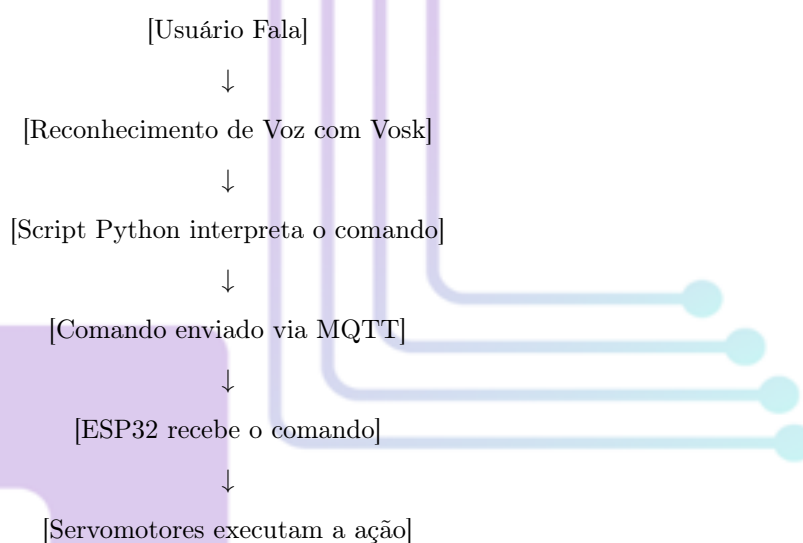 [Usuário Fala]
↓
[Reconhecimento de Voz com Vosk]
↓
[Script Python interpreta o comando]
↓
[Comando enviado via MQTT]
↓
[ESP32 recebe o comando]
↓
[Servomotores executam a ação]